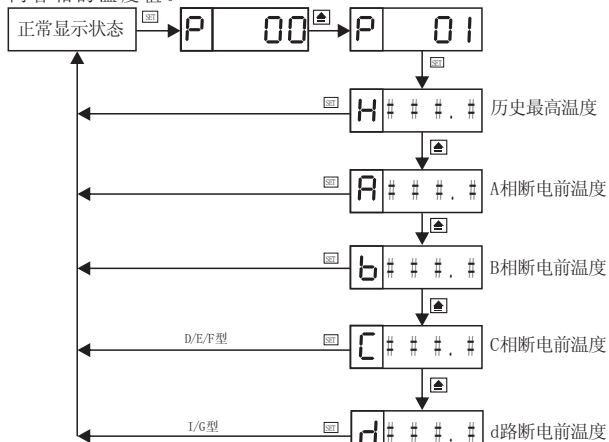 正常显示状态 SET P 00 P 01
SET
SET H # # #. # 历史最高温度
SET A # # #. # A相断电前温度
SET b # # #. # B相断电前温度
D/E/F型 SET C # # #. # C相断电前温度
I/G型 SET d # # #. # d路断电前温度